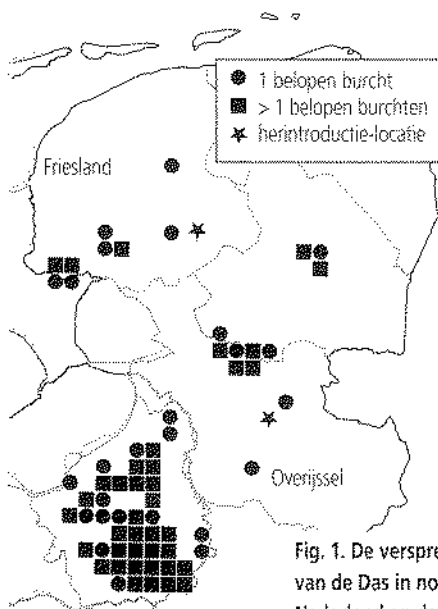 ● 1 belopen burcht
■ > 1 belopen burchten
☆ herintroductie-locatie
Friesland
Overijssel
Fig. 1. De verspre
van de Das in no